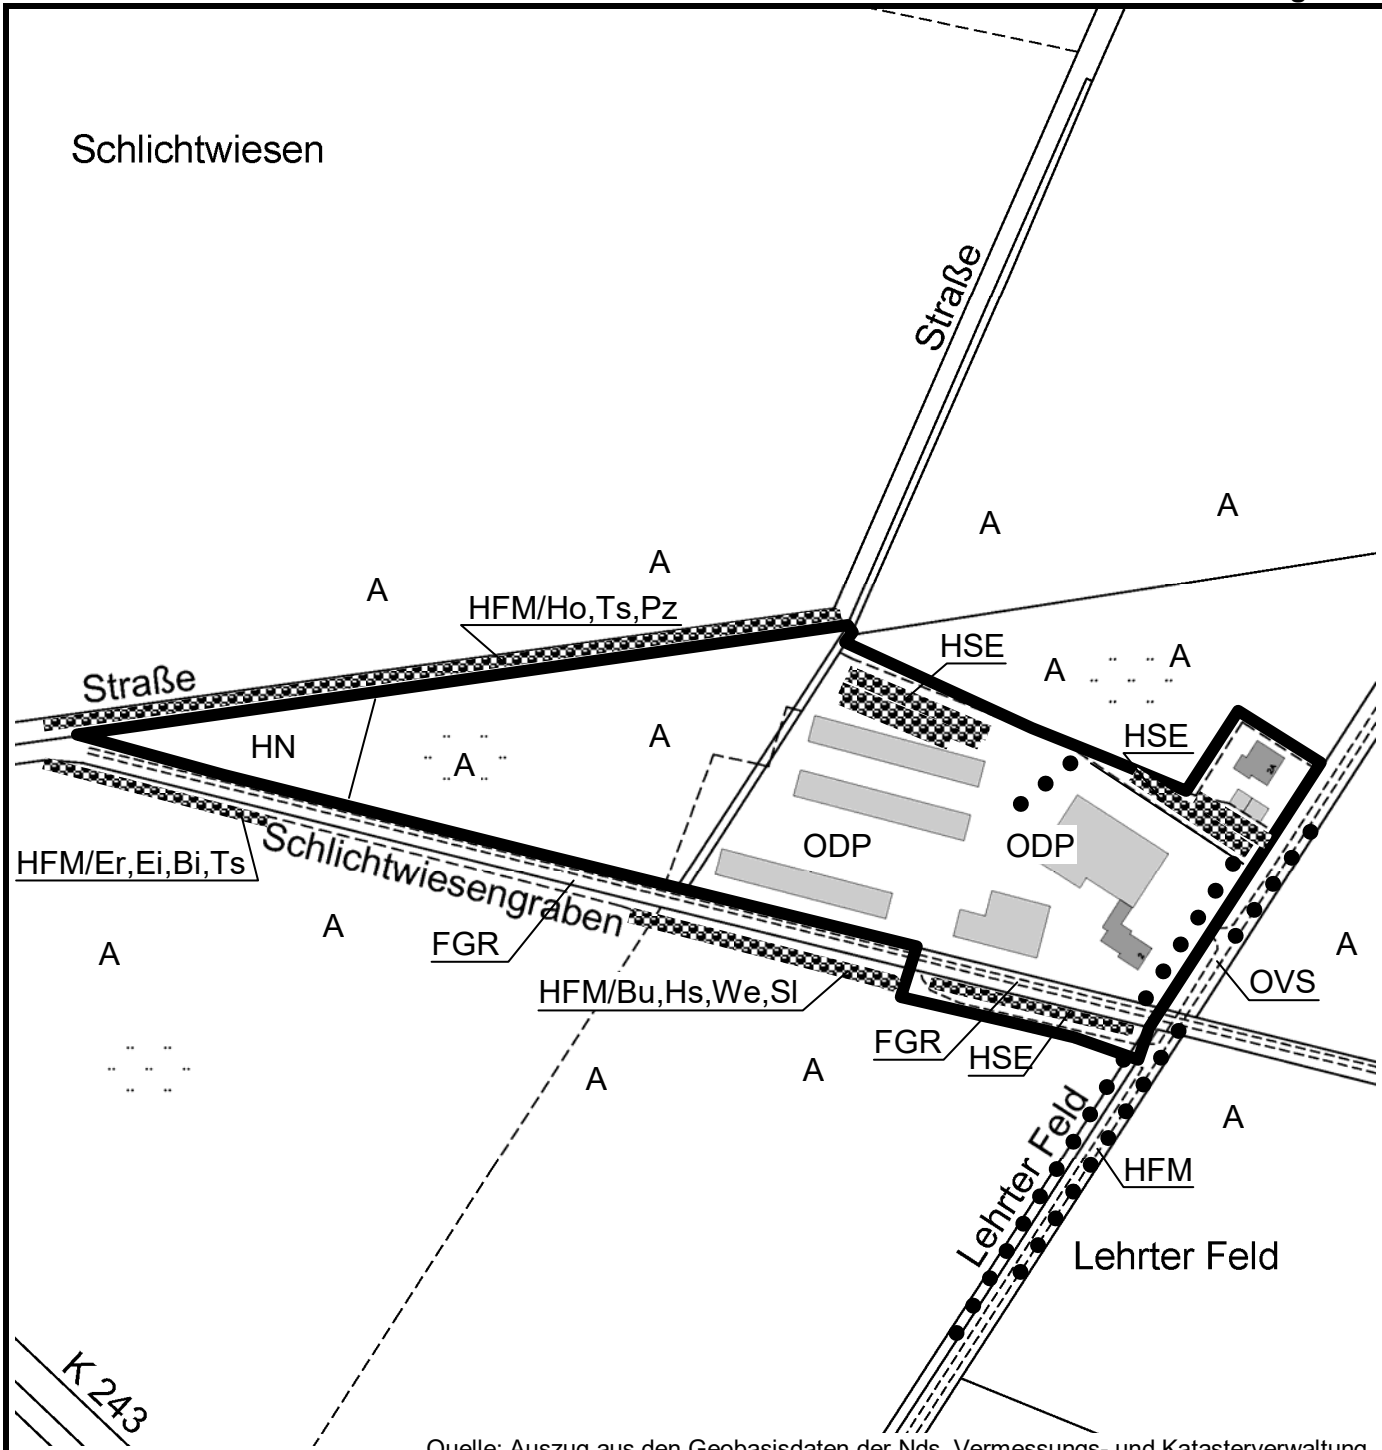 Schlichtwiesen
Straße
A
A
A
A
HFM/Ho,Ts,Pz
HSE
A
A
Straße
HN
A
A
HSE
24
ODP
ODP
HFM/Er,Ei,Bi,Ts
Schlichtwiesengraben
A
A
FGR
2
A
OVS
HFM/Bu,Hs,We,Sl
FGR
HSE
A
A
A
Lehrter Feld
HFM
Lehrter Feld
K 243
Quelle: Auszug aus den Geobasisdaten der Nds. Vermessungs- und Katasterverwaltung